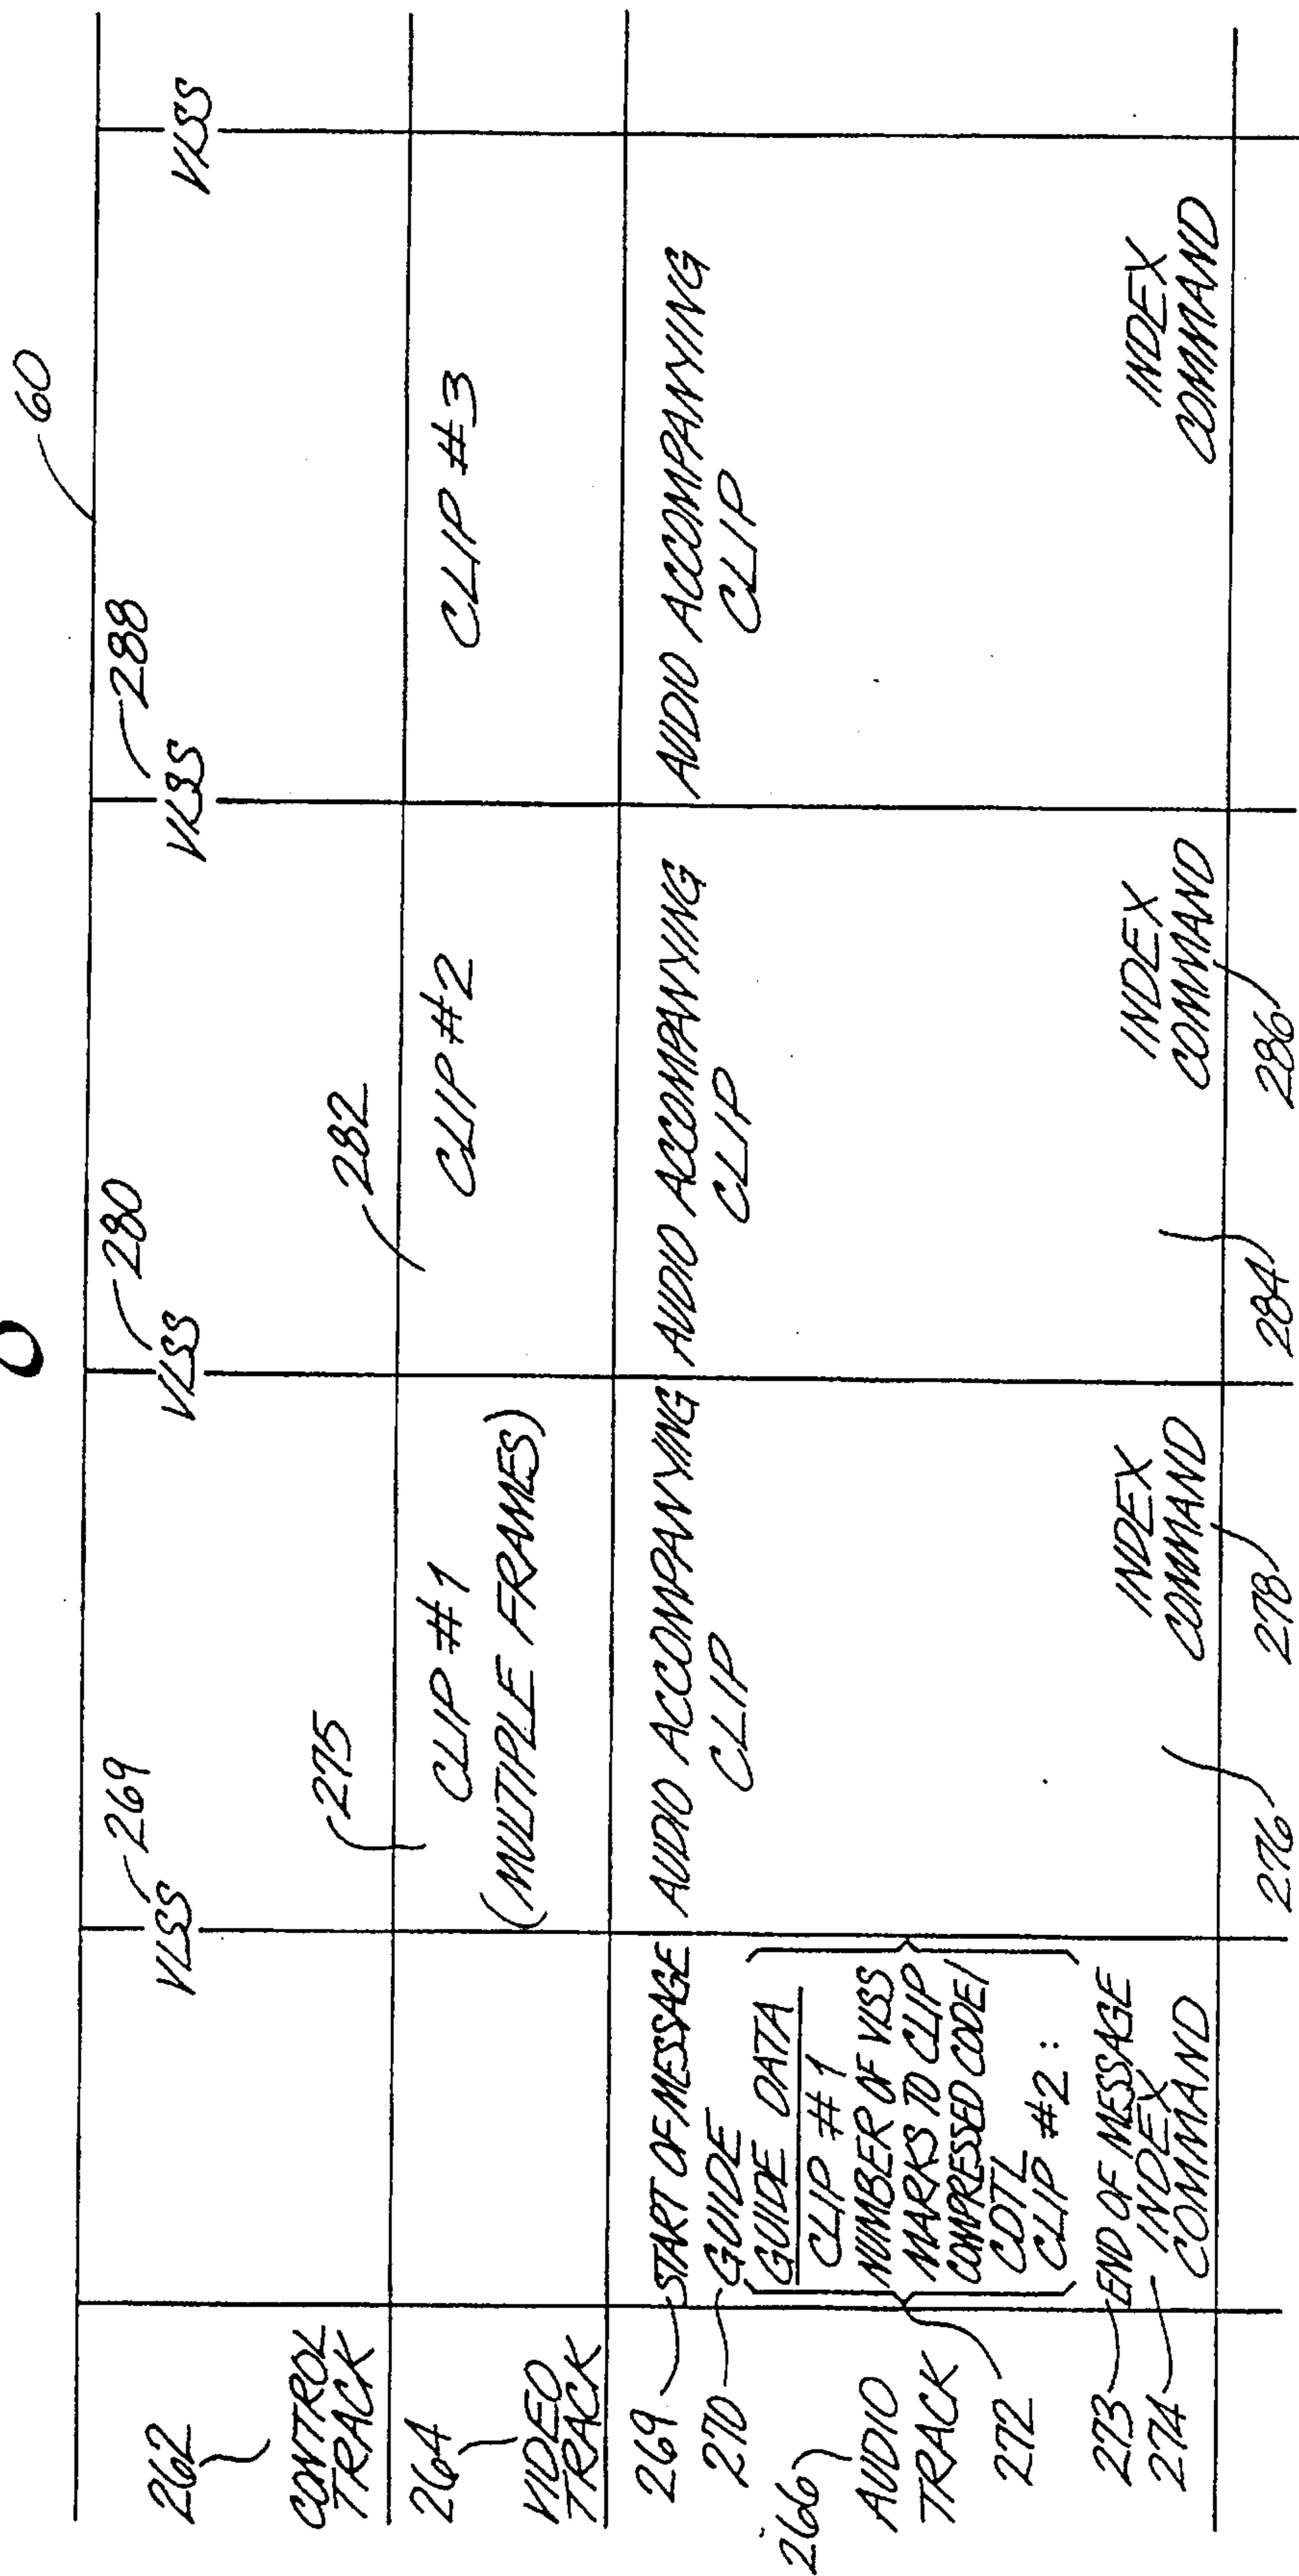 60
262
CONTROL
TRACK
VISS
269
VISS
280
VISS
288
VISS
264
VIDEO
TRACK
275
CLIP #1
(MULTIPLE FRAMES)
282
CLIP #2
CLIP #3
266
AUDIO
TRACK
269
START OF MESSAGE
270
GUIDE
272
GUIDE DATA
CLIP #1
NUMBER OF VISS
MARKS TO CLIP
COMPRESSED CODE/
CDTL
CLIP #2 :
273
END OF MESSAGE
274
INDEX
COMMAND
AUDIO ACCOMPANYING
CLIP
INDEX
COMMAND
276
278
AUDIO ACCOMPANYING
CLIP
INDEX
COMMAND
284
286
AUDIO ACCOMPANYING
CLIP
INDEX
COMMAND